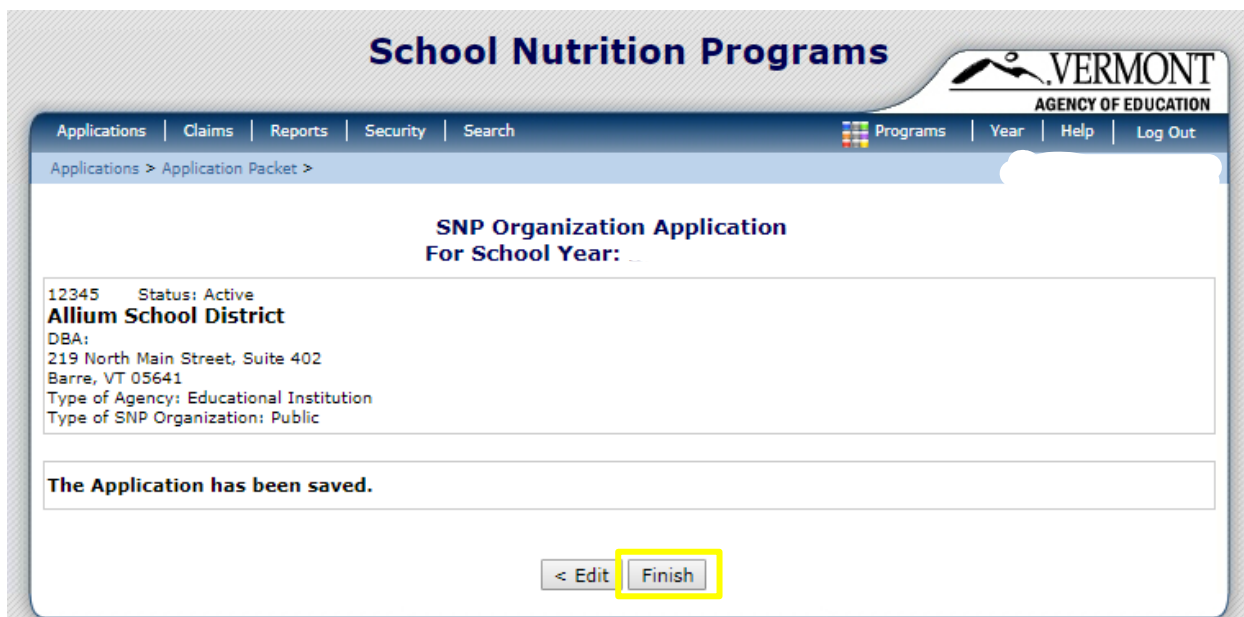 School Nutrition Programs
.VERMONT
AGENCY OF EDUCATION
Applications | Claims | Reports | Security | Search Programs | Year | Help | Log Out
Applications > Application Packet >
SNP Organization Application
For School Year:
12345 Status: Active
Allium School District
DBA:
219 North Main Street, Suite 402
Barre, VT 05641
Type of Agency: Educational Institution
Type of SNP Organization: Public
The Application has been saved.
< Edit Finish